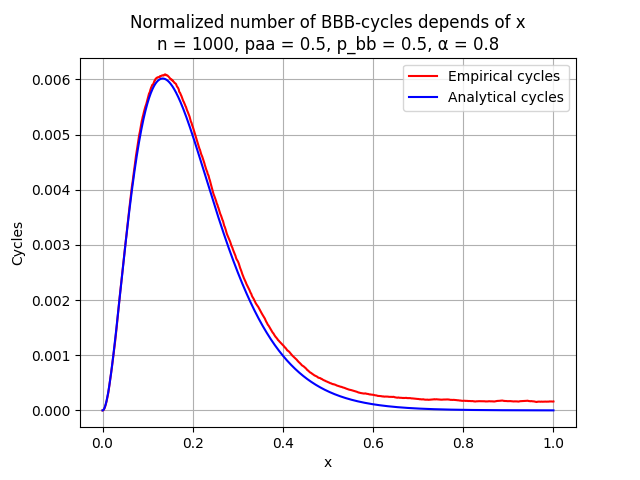 Normalized number of BBB-cycles depends of x
n = 1000, paa = 0.5, p_bb = 0.5, α = 0.8
Empirical cycles
Analytical cycles
Cycles
0.006
0.005
0.004
0.003
0.002
0.001
0.000
0.0 0.2 0.4 0.6 0.8 1.0
x